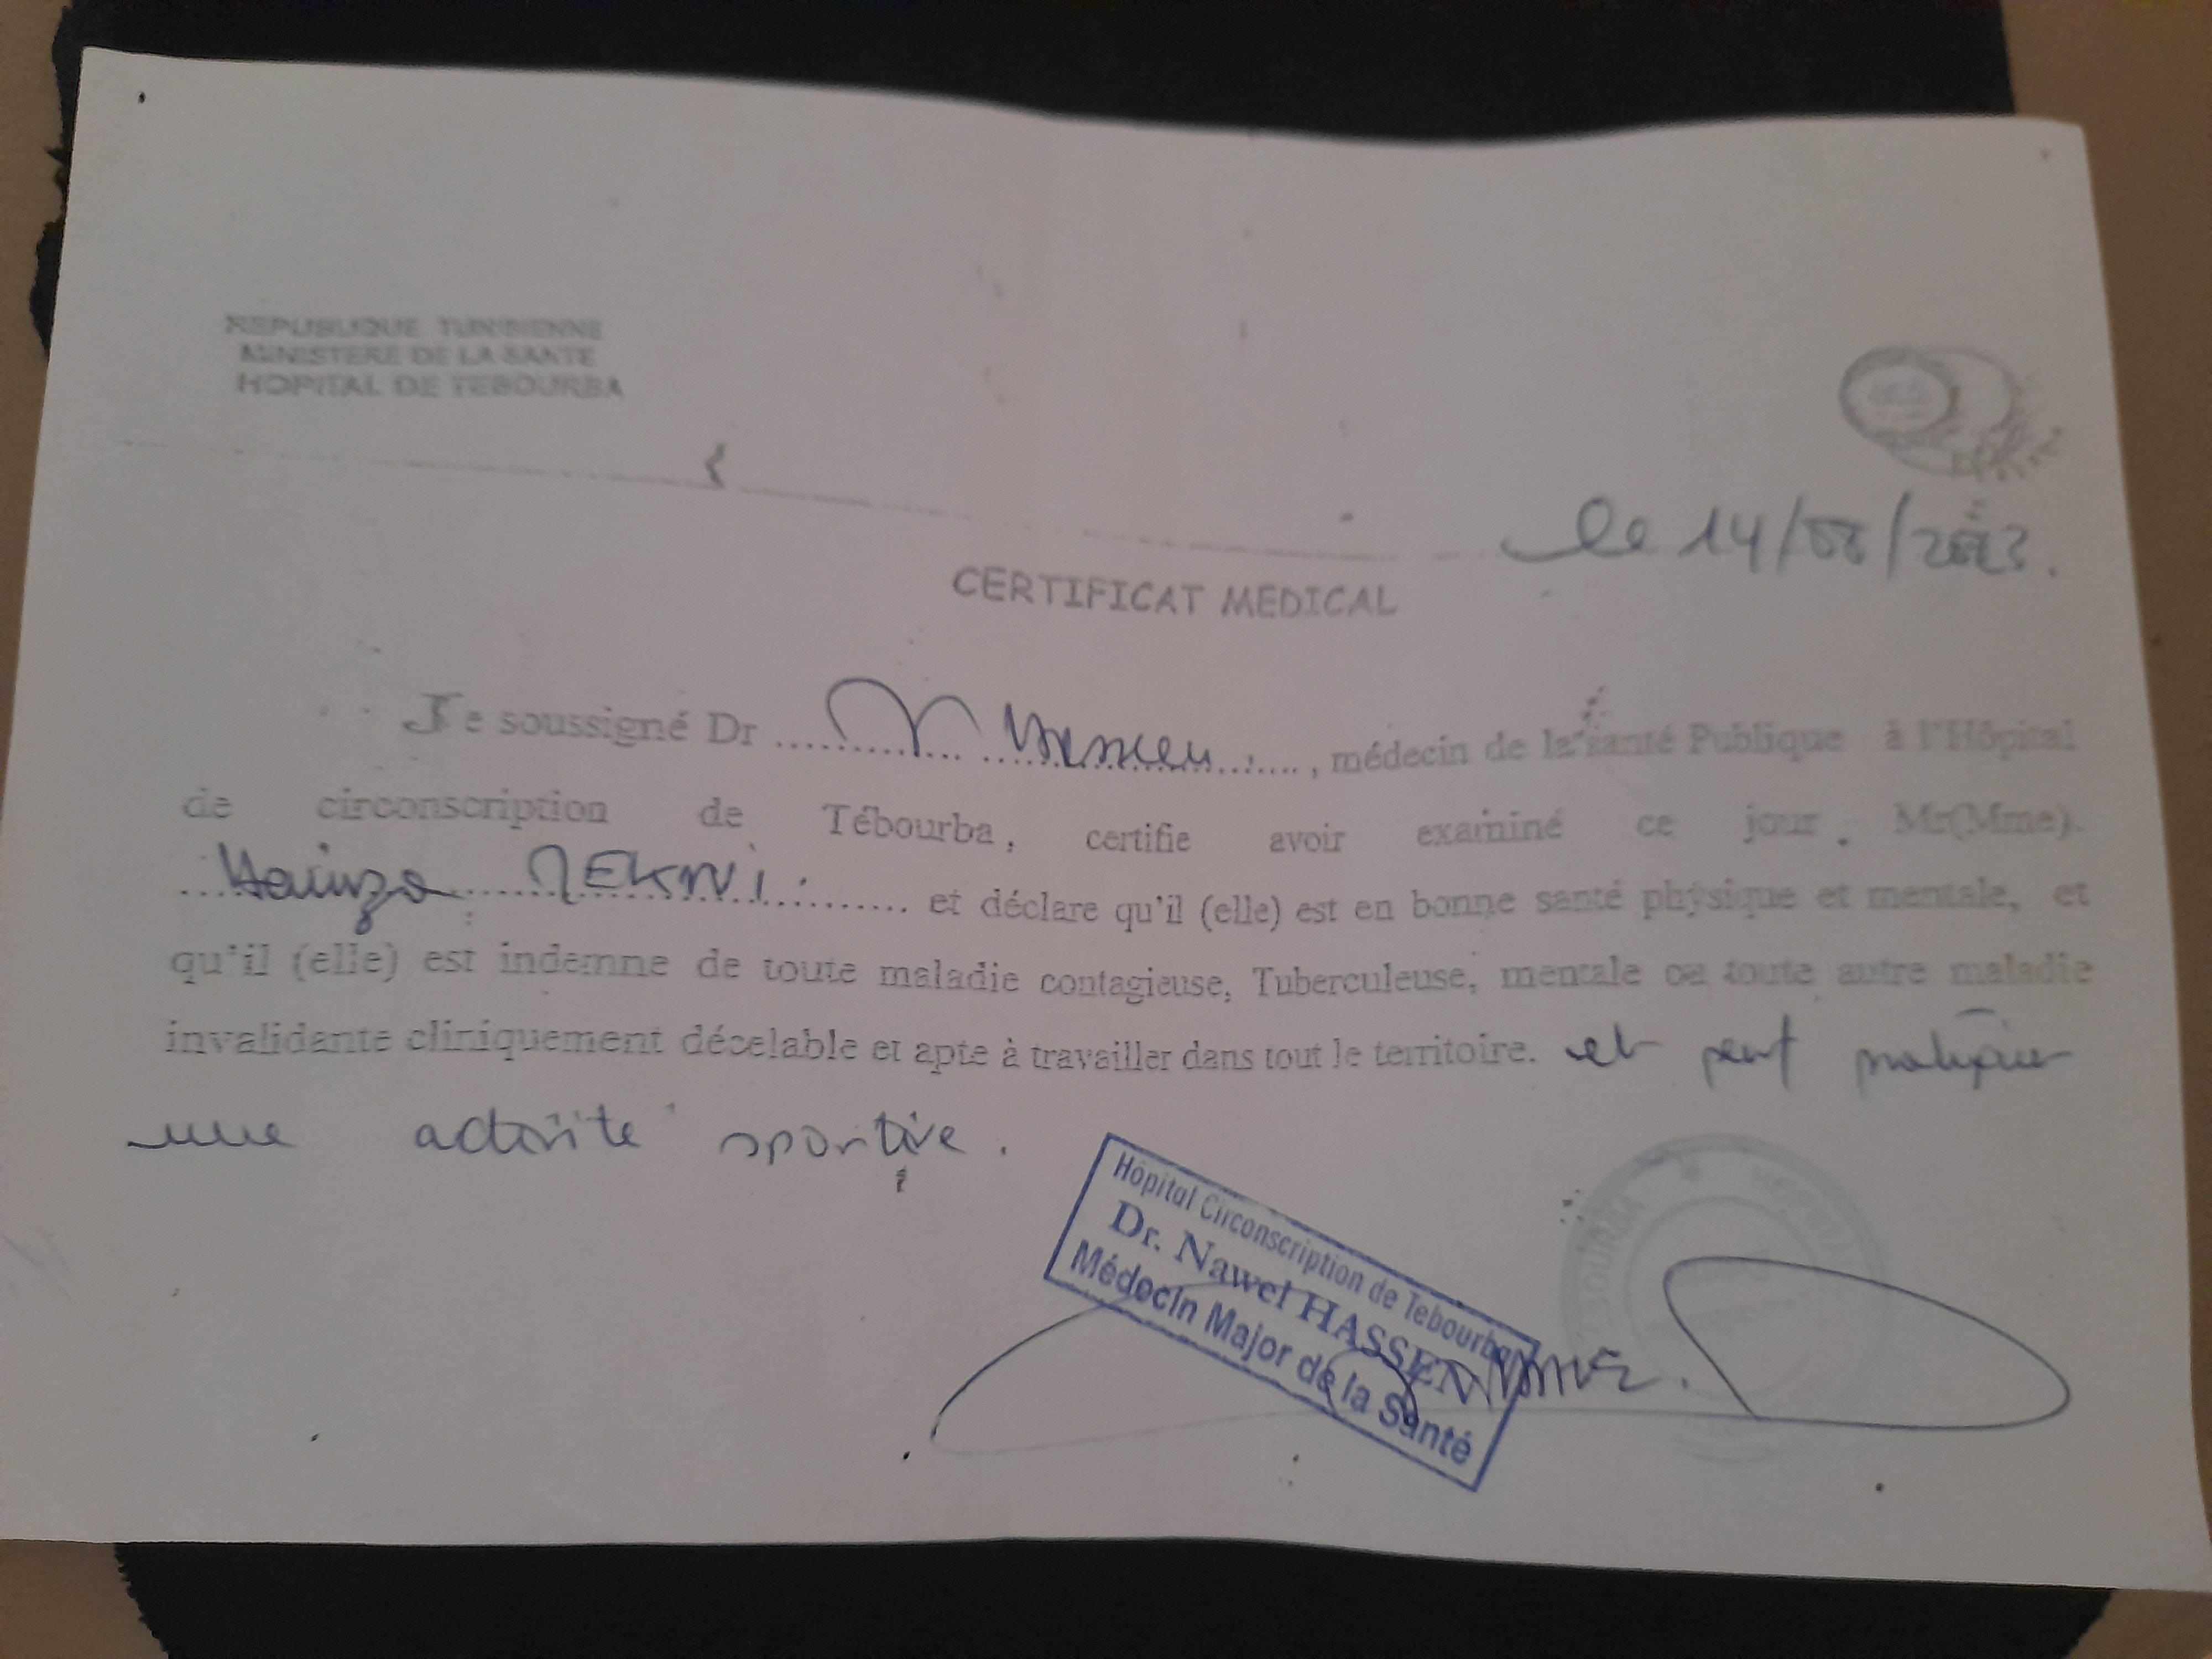 REPUBLIQUE TUNISIENNE
MINISTERE DE LA SANTE
HOPITAL DE TEBOURBA
le 14/08/2023.
CERTIFICAT MEDICAL
Je soussigné Dr ........................, médecin de la santé Publique à l'Hôpital
de circonscription de Tébourba, certifie avoir examiné ce jour. Mr(Mme).
........................ et déclare qu'il (elle) est en bonne santé physique et mentale, et
qu'il (elle) est indemne de toute maladie contagieuse, Tuberculeuse, mentale toute autre maladie
invalidante cliniquement décelable et apte à travailler dans tout le territoire. et peut pratiquer
une activité sportive.
Hôpital Circonscription de Tebourba
Dr. Nawel HASSEN
Médecin Major de la Santé